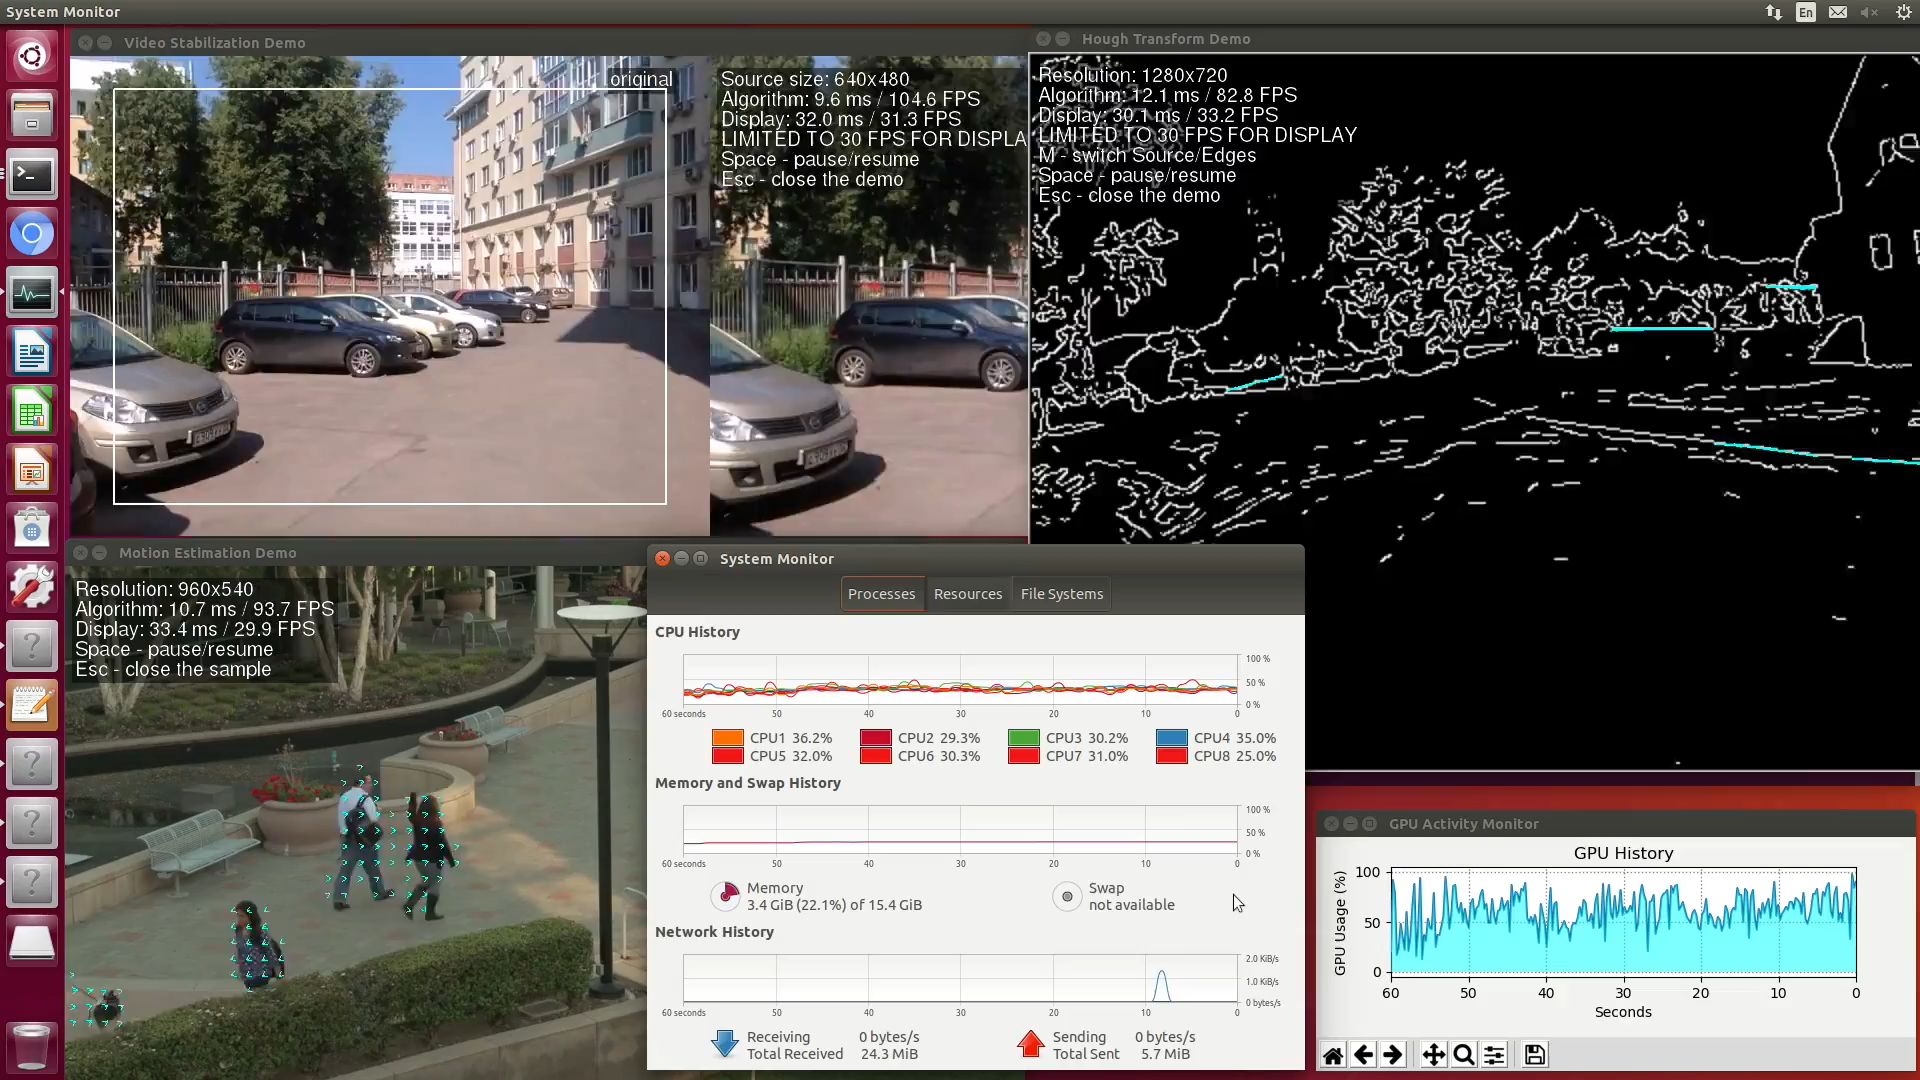 System Monitor
En
Video Stabilization Demo
original
Source size: 640x480
Algorithm: 9.6 ms / 104.6 FPS
Display: 32.0 ms / 31.3 FPS
LIMITED TO 30 FPS FOR DISPLA
Space - pause/resume
Esc - close the demo
Hough Transform Demo
Resolution: 1280x720
Algorithm: 12.1 ms / 82.8 FPS
Display: 30.1 ms / 33.2 FPS
LIMITED TO 30 FPS FOR DISPLAY
M - switch Source/Edges
Space - pause/resume
Esc - close the demo
Motion Estimation Demo
Resolution: 960x540
Algorithm: 10.7 ms / 93.7 FPS
Display: 33.4 ms / 29.9 FPS
Space - pause/resume
Esc - close the sample
System Monitor
Processes Resources File Systems
CPU History
100 %
50 %
0 %
60 seconds 50 40 30 20 10 0
CPU1 36.2% CPU2 29.3% CPU3 30.2% CPU4 35.0%
CPU5 32.0% CPU6 30.3% CPU7 31.0% CPU8 25.0%
Memory and Swap History
100 %
50 %
0 %
60 seconds 50 40 30 20 10 0
Memory
3.4 GiB (22.1%) of 15.4 GiB
Swap
not available
Network History
2.0 KiB/s
1.0 KiB/s
0 bytes/s
60 seconds 50 40 30 20 10 0
Receiving 0 bytes/s
Total Received 24.3 MiB
Sending 0 bytes/s
Total Sent 5.7 MiB
GPU Activity Monitor
GPU History
GPU Usage (%)
100
50
0
60 50 40 30 20 10 0
Seconds